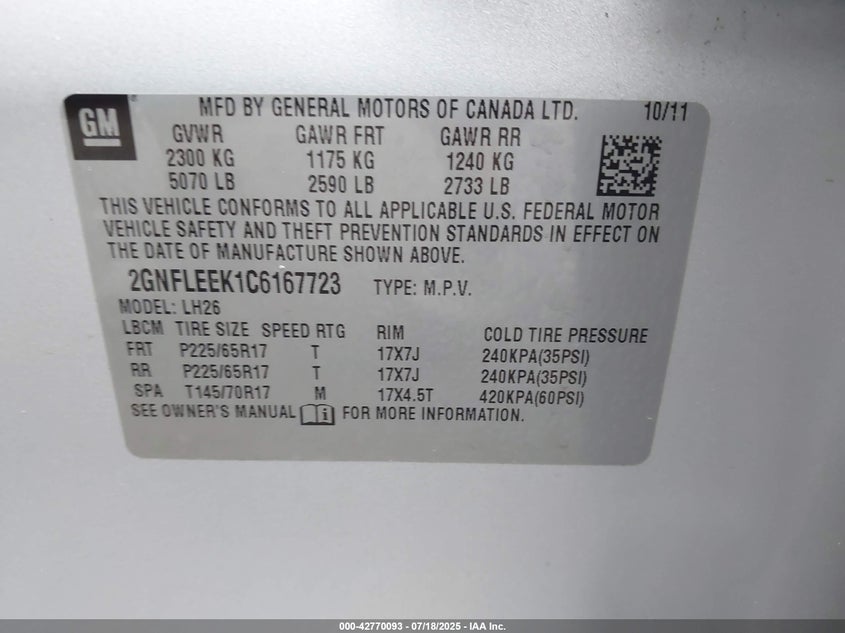 GM
MFD BY GENERAL MOTORS OF CANADA LTD. 10/11
GVWR GAWR FRT GAWR RR
2300 KG 1175 KG 1240 KG
5070 LB 2590 LB 2733 LB
THIS VEHICLE CONFORMS TO ALL APPLICABLE U.S. FEDERAL MOTOR
VEHICLE SAFETY AND THEFT PREVENTION STANDARDS IN EFFECT ON
THE DATE OF MANUFACTURE SHOWN ABOVE.
2GNFLEEK1C6167723 TYPE: M.P.V.
MODEL: LH26
LBCM TIRE SIZE SPEED RTG RIM COLD TIRE PRESSURE
FRT P225/65R17 T 17X7J 240KPA(35PSI)
RR P225/65R17 T 17X7J 240KPA(35PSI)
SPA T145/70R17 M 17X4.5T 420KPA(60PSI)
SEE OWNER'S MANUAL FOR MORE INFORMATION.
000-42770093 / 07/18/2025 - IAA Inc.